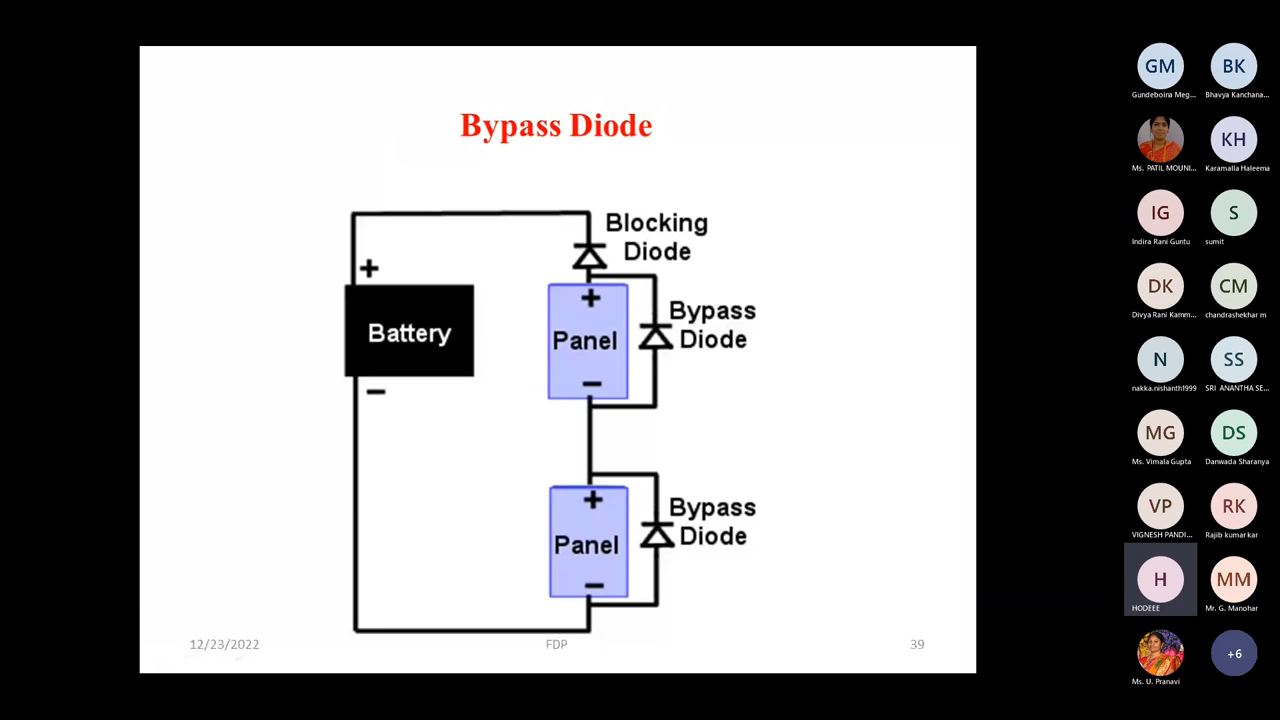 Bypass Diode
Blocking
Diode
+
Battery
−
+
Panel
−
Bypass
Diode
+
Panel
−
Bypass
Diode
12/23/2022
FDP
39
GM
Gundeboina Meg...
BK
Bhavya Kanchana...
Ms. PATIL MOUNI...
KH
Karamalla Haleema
IG
Indira Rani Guntu
S
sumit
DK
Divya Rani Kamm...
CM
chandrashekhar m
N
nakka.nishanth1999
SS
SRI ANANTHA SE...
MG
Ms. Vimala Gupta
DS
Danwada Sharanya
VP
VIGNESH PANDI...
RK
Rajib kumar kar
H
HODEEE
MM
Mr. G. Manohar
Ms. U. Pranavi
+6